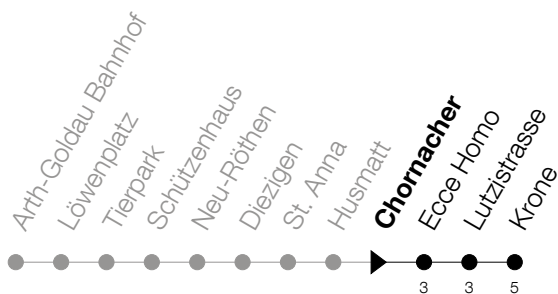 Arth-Goldau Bahnhof
Löwenplatz
Tierpark
Schützenhaus
Neu-Röthen
Diezigen
St. Anna
Husmatt
Chornacher
Ecce Homo
Lutzistrasse
Krone
3 3 5